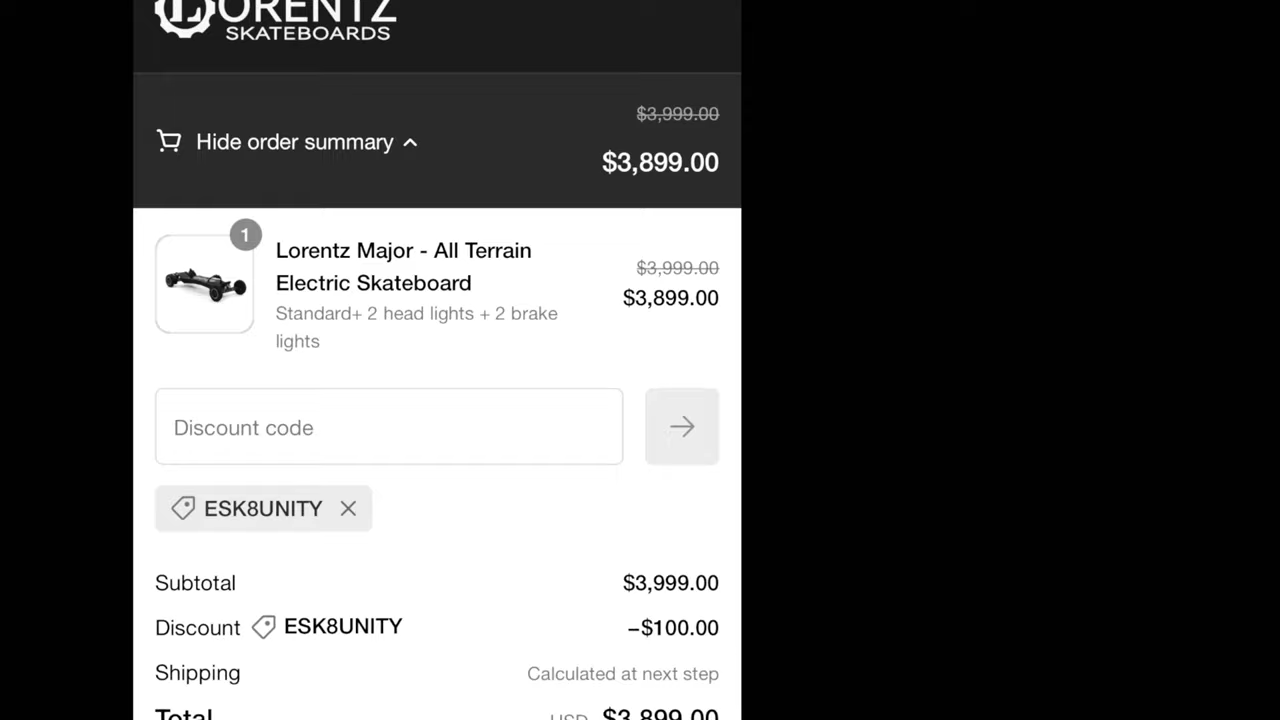 LORENTZ
SKATEBOARDS
$3,999.00
Hide order summary
$3,899.00
1
Lorentz Major - All Terrain
Electric Skateboard
$3,999.00
$3,899.00
Standard+ 2 head lights + 2 brake
lights
Discount code
ESK8UNITY
Subtotal $3,999.00
Discount ESK8UNITY −$100.00
Shipping Calculated at next step
Total USD $3,899.00